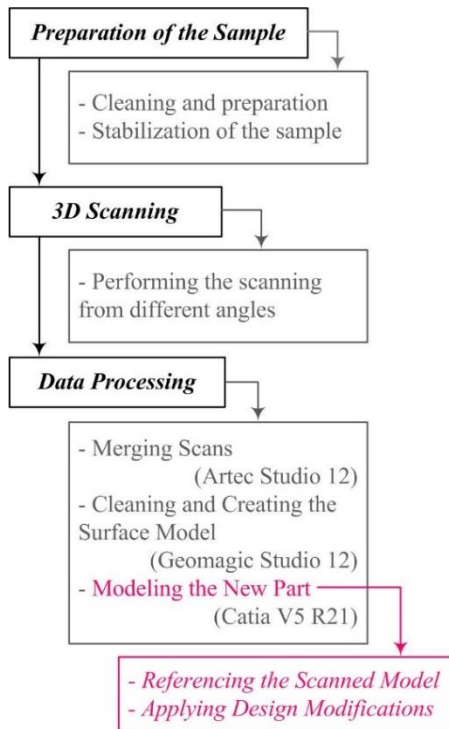 Preparation of the Sample
- Cleaning and preparation
- Stabilization of the sample
3D Scanning
- Performing the scanning
from different angles
Data Processing
- Merging Scans
(Artec Studio 12)
- Cleaning and Creating the
Surface Model
(Geomagic Studio 12)
- Modeling the New Part
(Catia V5 R21)
- Referencing the Scanned Model
- Applying Design Modifications